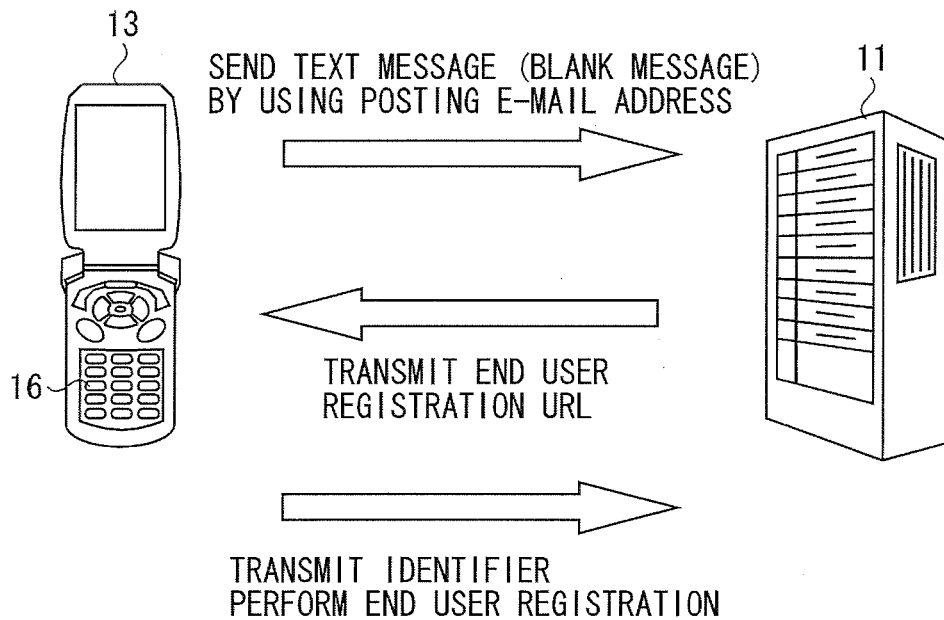 13
SEND TEXT MESSAGE (BLANK MESSAGE)
BY USING POSTING E-MAIL ADDRESS
11
TRANSMIT END USER
REGISTRATION URL
16
TRANSMIT IDENTIFIER
PERFORM END USER REGISTRATION